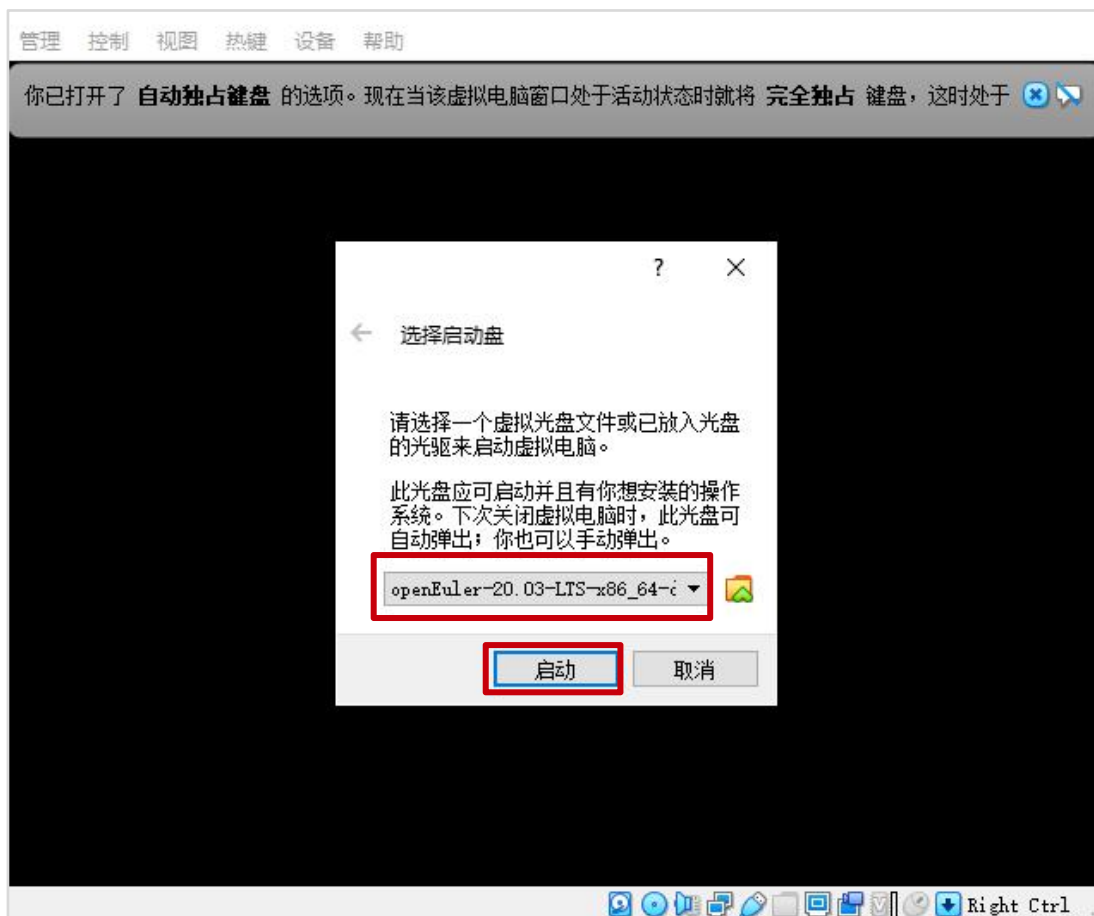 管理 控制 视图 热键 设备 帮助
你已打开了 自动独占键盘 的选项。现在当该虚拟电脑窗口处于活动状态时就将 完全独占 键盘，这时处于
?
选择启动盘
请选择一个虚拟光盘文件或已放入光盘
的光驱来启动虚拟电脑。
此光盘应可启动并且有你想安装的操作
系统。下次关闭虚拟电脑时，此光盘可
自动弹出；你也可以手动弹出。
openEuler-20.03-LTS-x86_64-
启动 取消
Right Ctrl